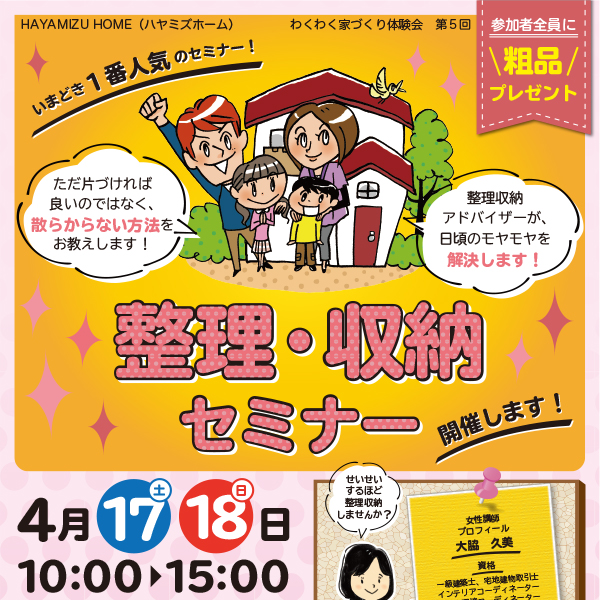 HAYAMIZU HOME（ハヤミズホーム）
わくわく家づくり体験会　第５回
参加者全員に
粗品
プレゼント
いまどき１番人気のセミナー！
ただ片づければ
良いのではなく、
散らからない方法を
お教えします！
整理収納
アドバイザーが、
日頃のモヤモヤを
解決します！
整理・収納
セミナー
開催します！
4月17土18日日
10:00▶15:00
せいせい
するほど
整理収納
しませんか？
女性講師
プロフィール
大脇　久美
資格
一級建築士、宅地建物取引士
インテリアコーディネーター